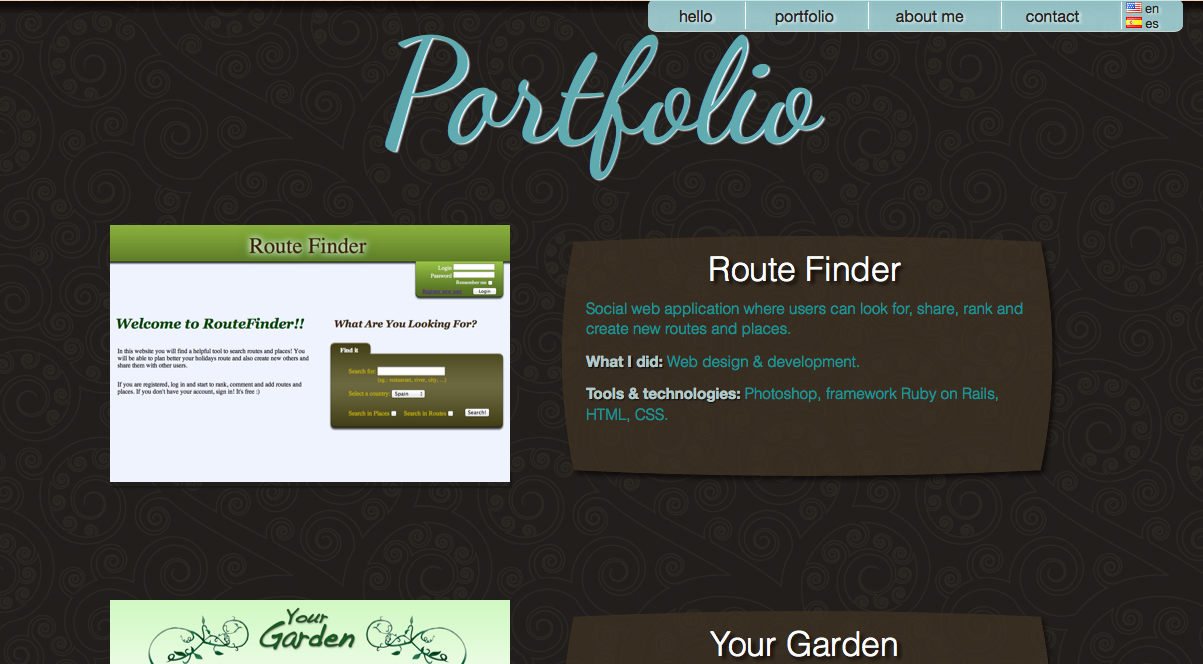 hello portfolio about me contact en
es
Portfolio
Route Finder
Login
Password
Remember me
Register new user
Login
Welcome to RouteFinder!!
In this website you will find a helpful tool to search routes and places! You
will be able to plan better your holidays route and also create new others and
share them with other users.
If you are registered, log in and start to rank, comment and add routes and
places. If you don't have your account, sign in! It's free :)
What Are You Looking For?
Find it
Search for:
(eg.: restaurant, river, city, ...)
Select a country: Spain
Search in Places Search in Routes Search!
Route Finder
Social web application where users can look for, share, rank and
create new routes and places.
What I did: Web design & development.
Tools & technologies: Photoshop, framework Ruby on Rails,
HTML, CSS.
Your
Garden
Your Garden